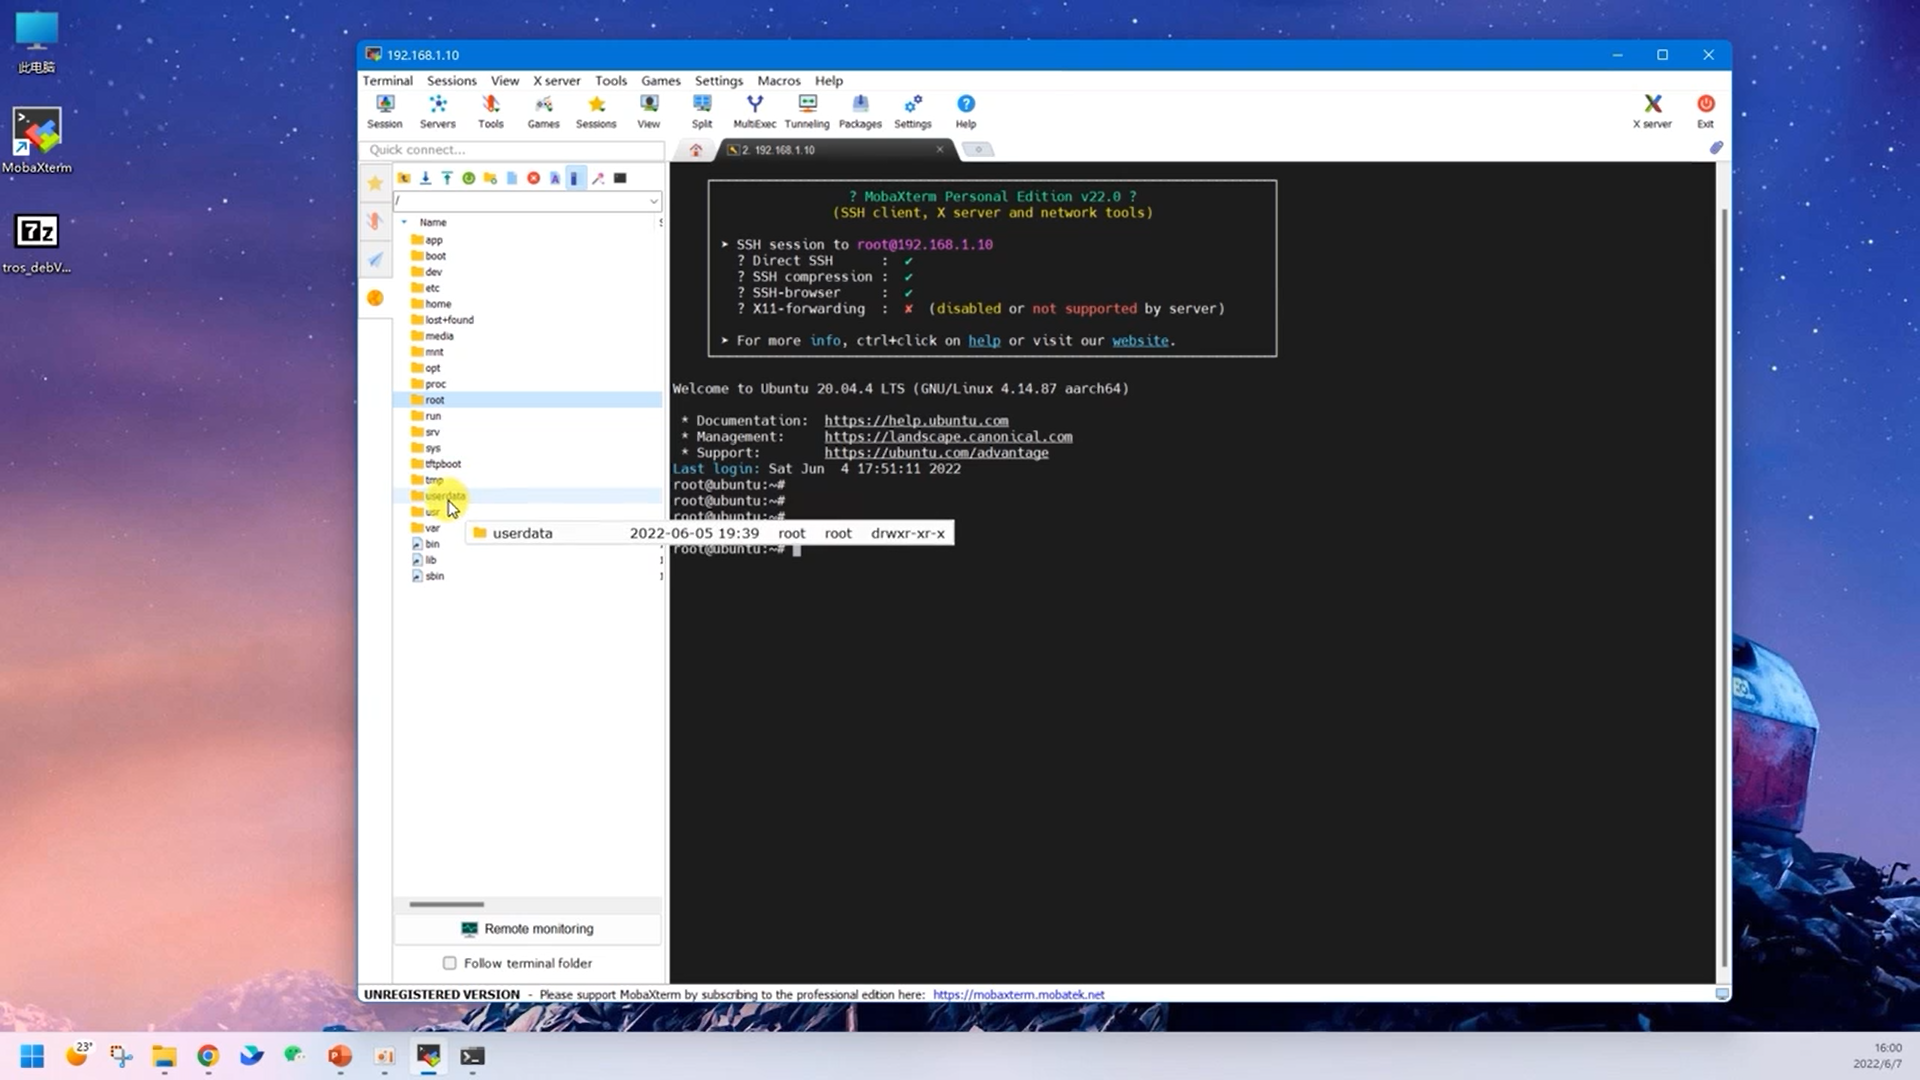 此电脑
MobaXterm
tros_debV...
192.168.1.10
Terminal Sessions View X server Tools Games Settings Macros Help
Session Servers Tools Games Sessions View Split MultiExec Tunneling Packages Settings Help X server Exit
Quick connect...
2. 192.168.1.10
/
Name
app
boot
dev
etc
home
lost+found
media
mnt
opt
proc
root
run
srv
sys
tftpboot
tmp
userdata
usr
var
bin
lib
sbin
Remote monitoring
Follow terminal folder
? MobaXterm Personal Edition v22.0 ?
(SSH client, X server and network tools)
➤ SSH session to root@192.168.1.10
? Direct SSH : ✔
? SSH compression : ✔
? SSH-browser : ✔
? X11-forwarding : ✘ (disabled or not supported by server)
➤ For more info, ctrl+click on help or visit our website.
Welcome to Ubuntu 20.04.4 LTS (GNU/Linux 4.14.87 aarch64)
* Documentation: https://help.ubuntu.com
* Management: https://landscape.canonical.com
* Support: https://ubuntu.com/advantage
Last login: Sat Jun 4 17:51:11 2022
root@ubuntu:~#
root@ubuntu:~#
root@ubuntu:~#
userdata 2022-06-05 19:39 root root drwxr-xr-x
root@ubuntu:~#
UNREGISTERED VERSION - Please support MobaXterm by subscribing to the professional edition here: https://mobaxterm.mobatek.net
23°
16:00
2022/6/7